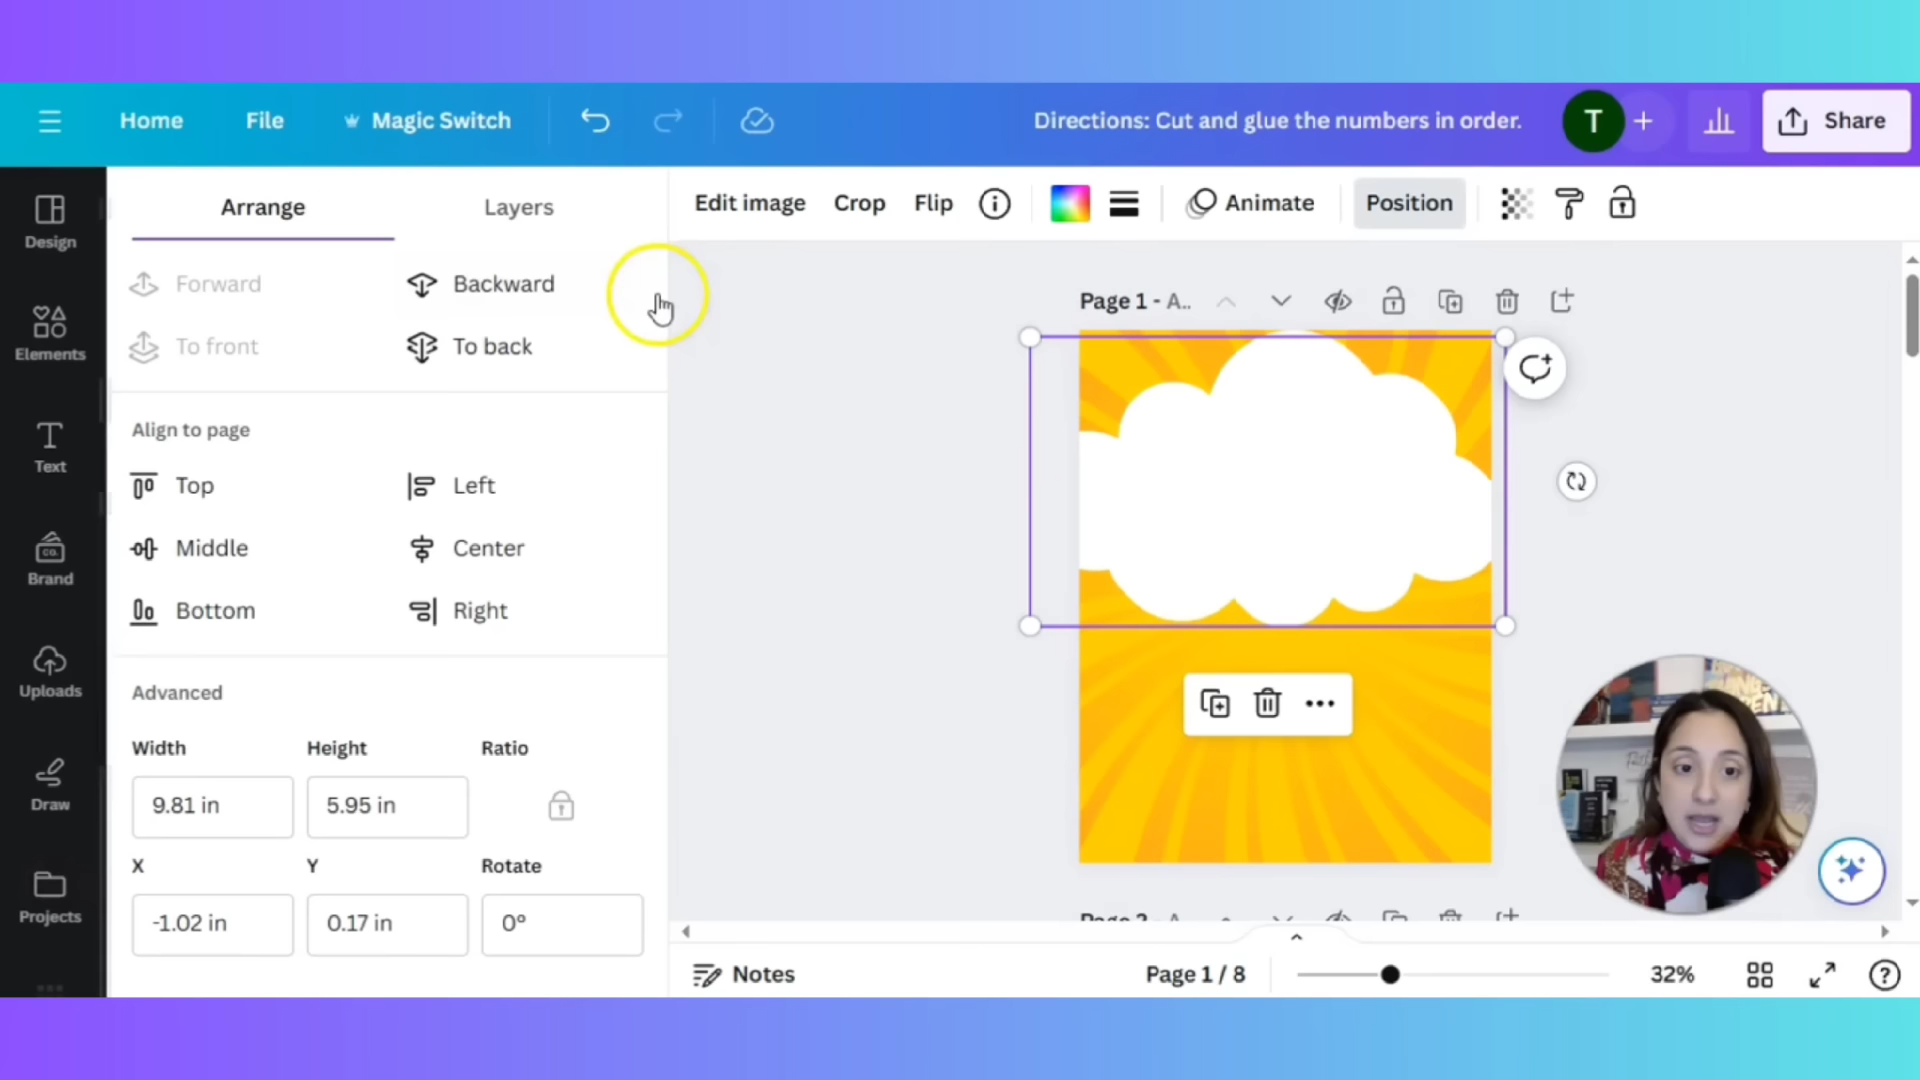 Home File Magic Switch Directions: Cut and glue the numbers in order. T + Share
Design
Elements
Text
Brand
CO.
Uploads
Draw
Projects
Arrange Layers
Forward Backward
To front To back
Align to page
Top Left
Middle Center
Bottom Right
Advanced
Width Height Ratio
9.81 in 5.95 in
X Y Rotate
-1.02 in 0.17 in 0°
Edit image Crop Flip Animate Position
Page 1 - A..
Notes Page 1 / 8 32%